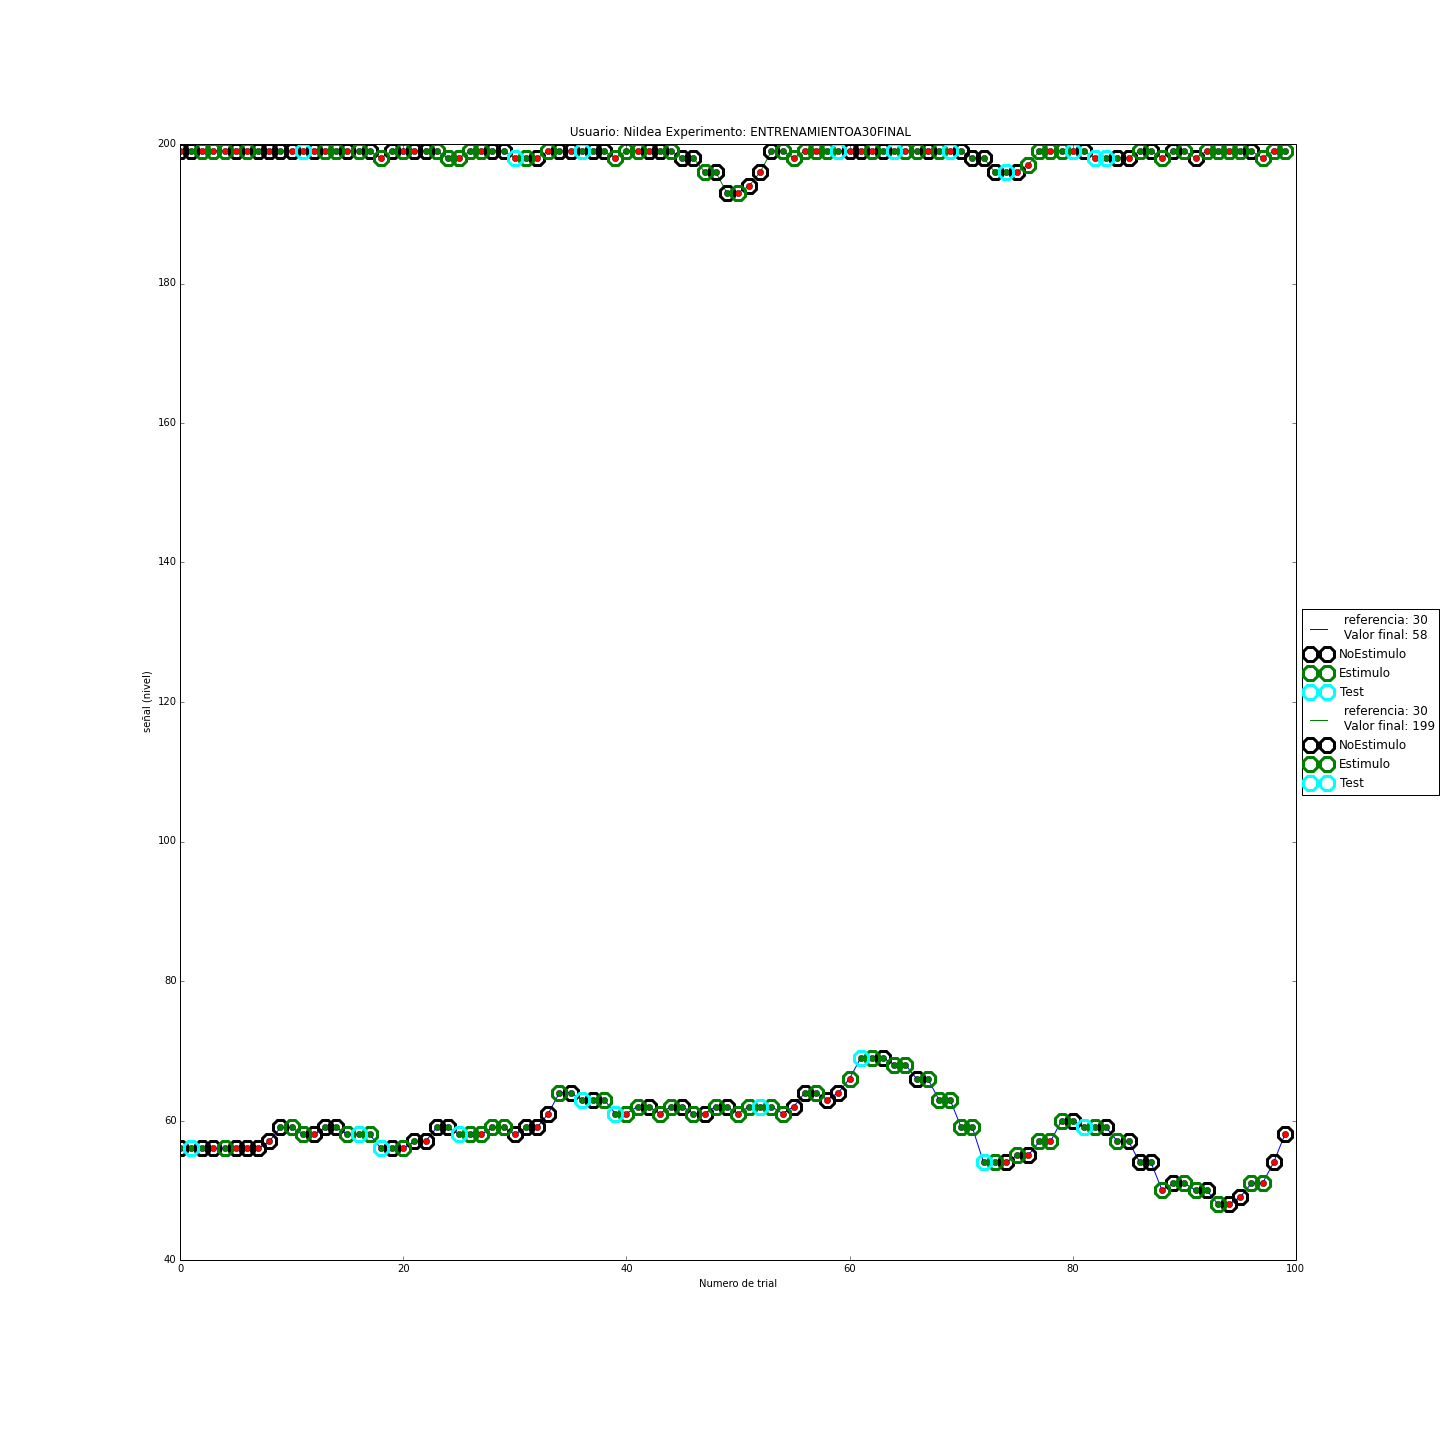 Usuario: Nildea Experimento: ENTRENAMIENTOA30FINAL
200
180
160
140
120
100
80
60
40
señal (nivel)
0 20 40 60 80 100
Numero de trial
referencia: 30
Valor final: 58
NoEstimulo
Estimulo
Test
referencia: 30
Valor final: 199
NoEstimulo
Estimulo
Test